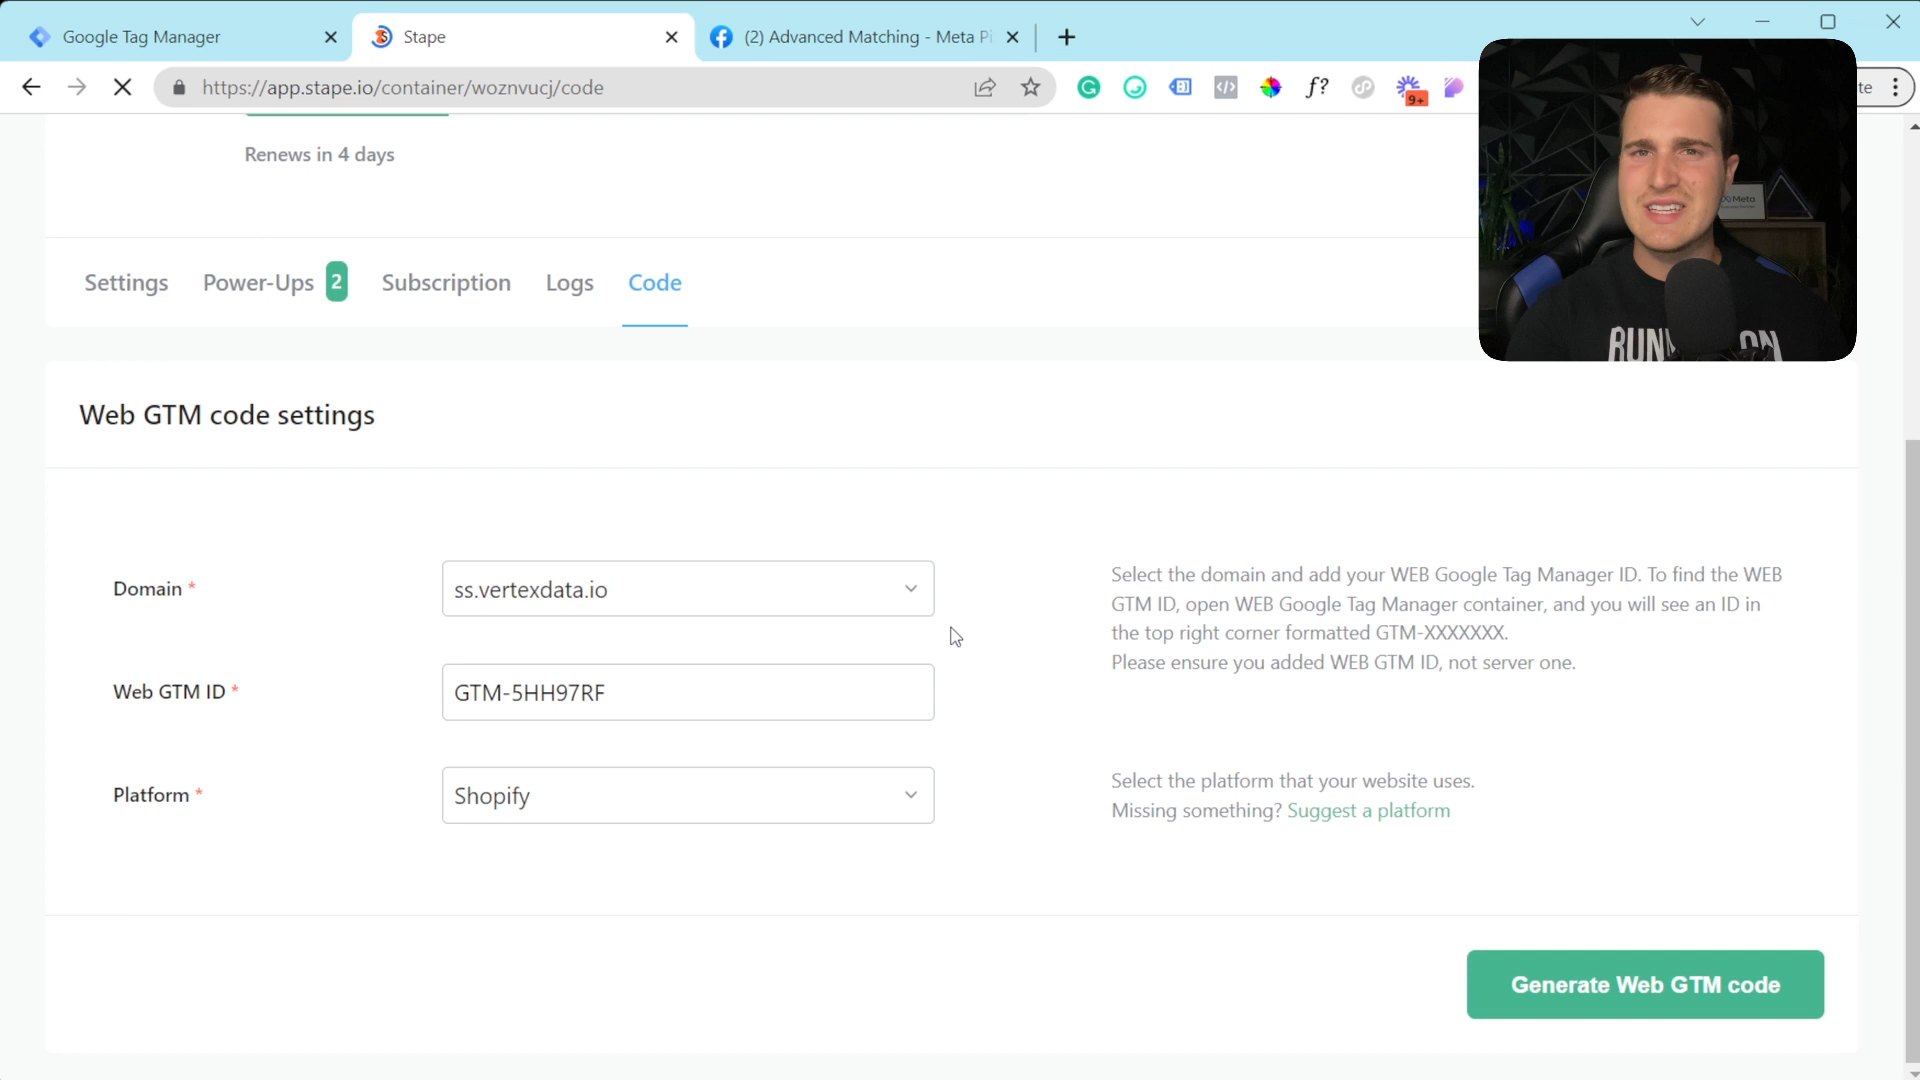 Google Tag Manager
Stape
(2) Advanced Matching - Meta Pi
https://app.stape.io/container/woznvucj/code
f?
9+
te
Renews in 4 days
Meta
Settings
Power-Ups 2
Subscription
Logs
Code
ON
Web GTM code settings
Domain *
ss.vertexdata.io
Select the domain and add your WEB Google Tag Manager ID. To find the WEB
GTM ID, open WEB Google Tag Manager container, and you will see an ID in
the top right corner formatted GTM-XXXXXXX.
Please ensure you added WEB GTM ID, not server one.
Web GTM ID *
GTM-5HH97RF
Platform *
Shopify
Select the platform that your website uses.
Missing something? Suggest a platform
Generate Web GTM code